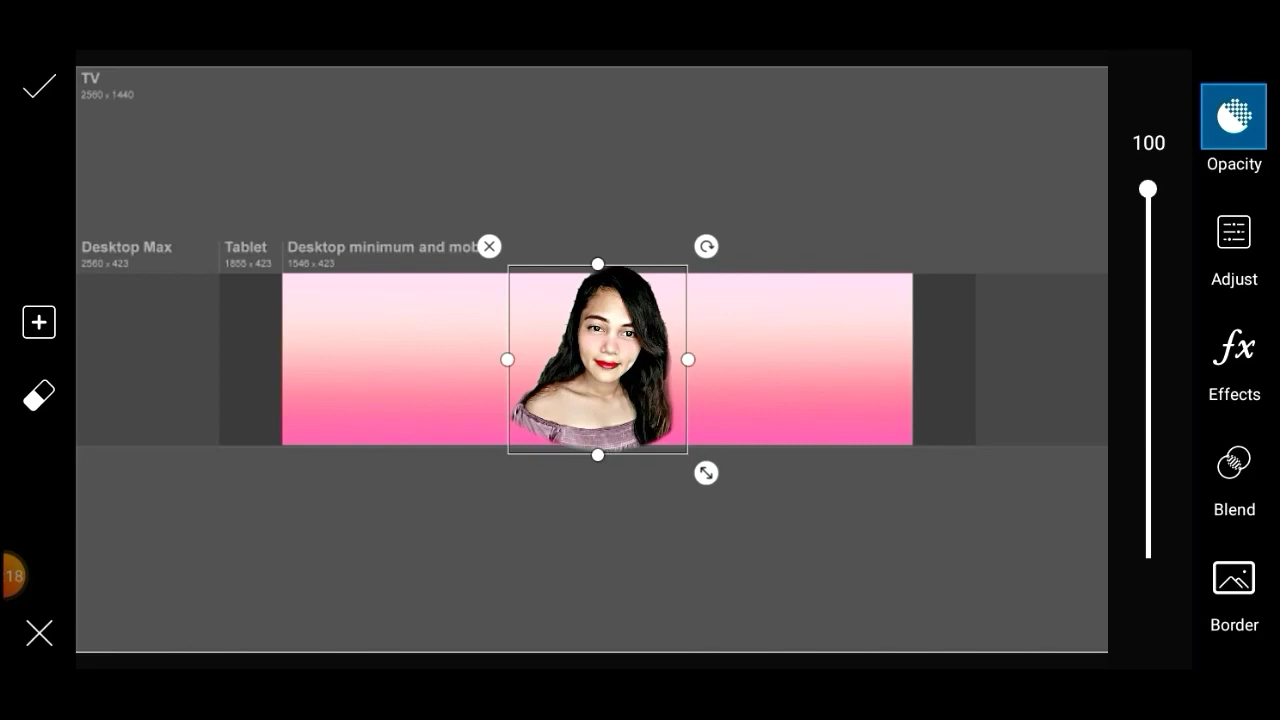 TV
2560 x 1440
100
Opacity
Desktop Max
Tablet
Desktop minimum and mob
2560 x 423
1855 x 423
1546 x 423
Adjust
Effects
Blend
18
Border